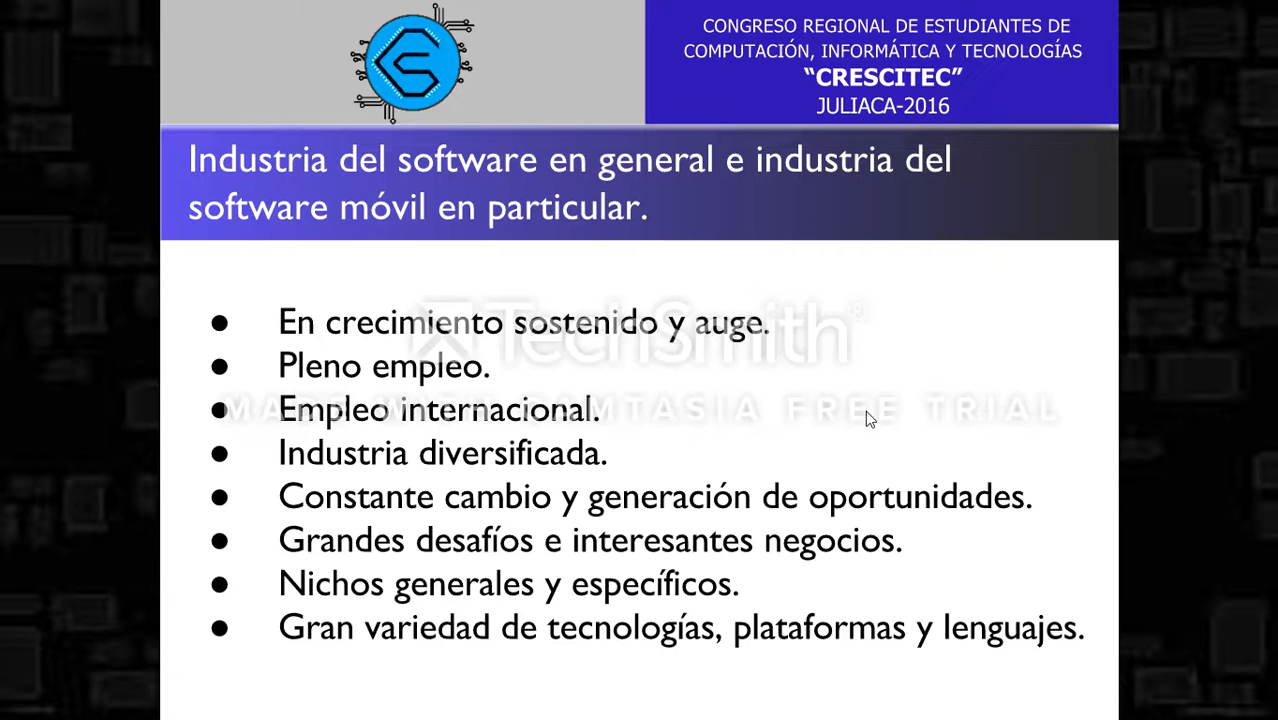 CONGRESO REGIONAL DE ESTUDIANTES DE
COMPUTACIÓN, INFORMÁTICA Y TECNOLOGÍAS
“CRESCITEC”
JULIACA-2016
Industria del software en general e industria del
software móvil en particular.
● En crecimiento sostenido y auge.
● Pleno empleo.
● Empleo internacional.
● Industria diversificada.
● Constante cambio y generación de oportunidades.
● Grandes desafíos e interesantes negocios.
● Nichos generales y específicos.
● Gran variedad de tecnologías, plataformas y lenguajes.
TechSmith®
MADE WITH CAMTASIA FREE TRIAL